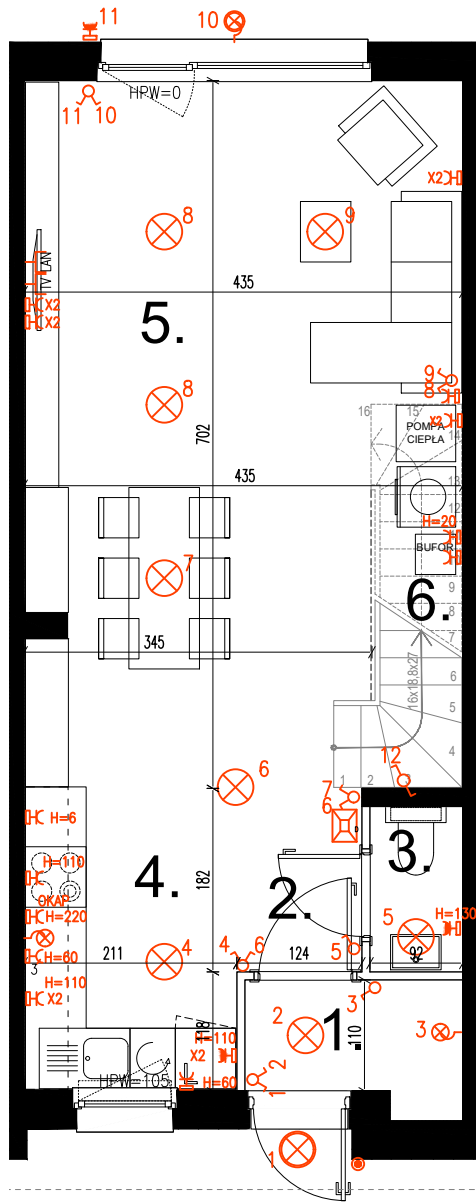 11
10
HPW=0
11 10
X2
8
9
TV LAN
435
X2
X2
5.
9
8
8
16
15
X2
14
POMPA
CIEPŁA
702
435
13
12
H=20
BUFOR
7
9
6.
8
7
345
6
16x18,8x27
5
4
12
1
2
3
6
7
6
H=6
3.
H=110
4.
182
2.
OKAP
5
H=130
H=220
4
6
5
H=60
3
211
4
124
92
H=110
X2
3
2
1.
3
118
H=110
110
X2
2
HPW=105
H=60
1
1